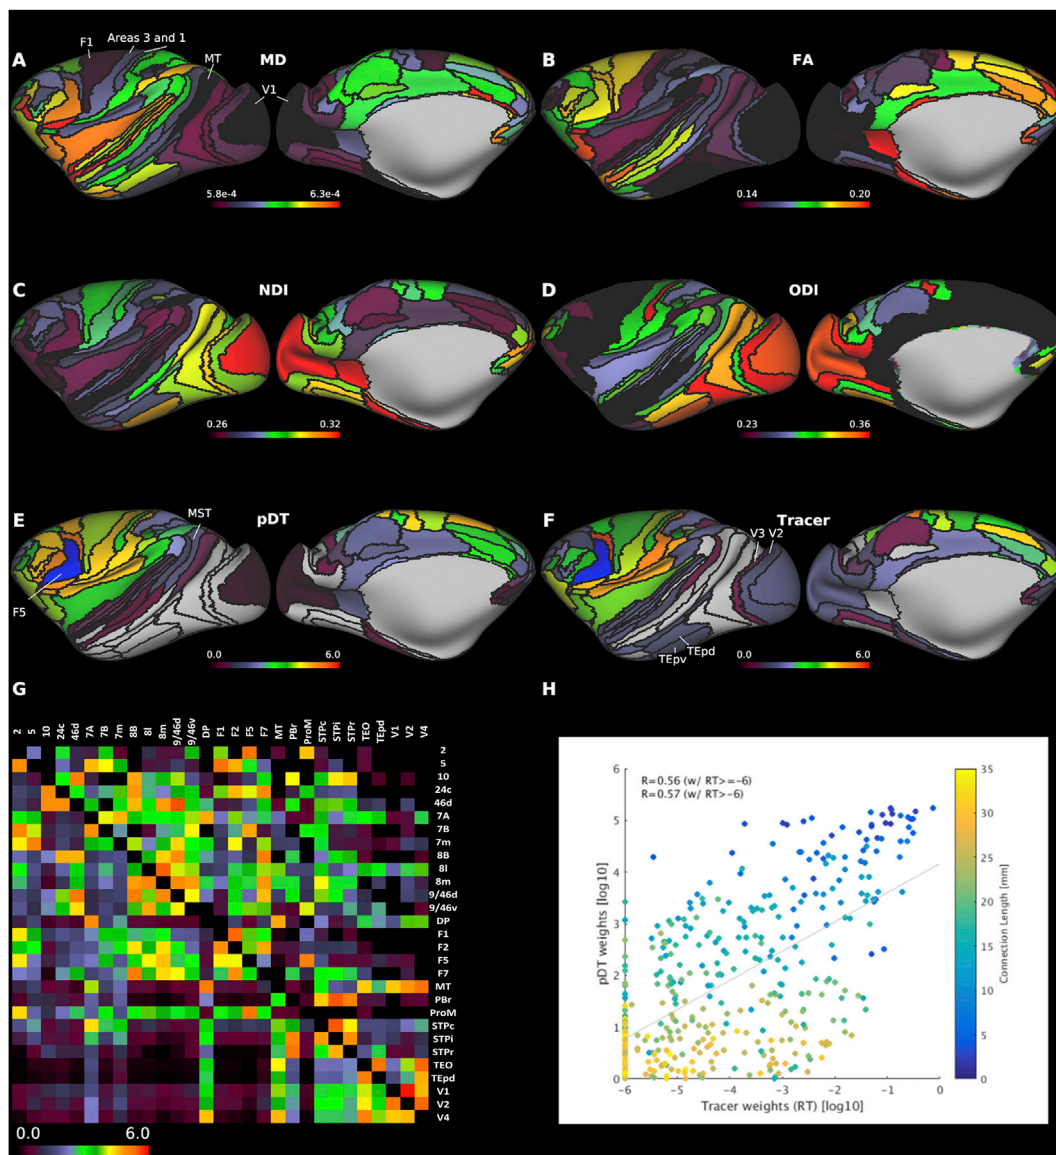 F1
Areas 3 and 1
MT
V1
A
MD
5.8e-4
6.3e-4
B
FA
0.14
0.20
C
NDI
0.26
0.32
D
ODI
0.23
0.36
E
pDT
MST
F5
0.0
6.0
F
Tracer
V3 V2
TEpd
TEpv
0.0
6.0
G
2 5 10 24c 46d 7A 7B 7m 8B 8l 8m 9/46d 9/46v DP F1 F2 F5 F7 MT PBr ProM STPc STPi STPr TEO TEpd V1 V2 V4
2
5
10
24c
46d
7A
7B
7m
8B
8l
8m
9/46d
9/46v
DP
F1
F2
F5
F7
MT
PBr
ProM
STPc
STPi
STPr
TEO
TEpd
V1
V2
V4
0.0
6.0
H
R=0.56 (w/ RT>=-6)
R=0.57 (w/ RT>-6)
pDT weights [log10]
6
5
4
3
2
1
0
-6 -5 -4 -3 -2 -1 0
Tracer weights (RT) [log10]
35
30
25
20
15
10
5
0
Connection Length [mm]